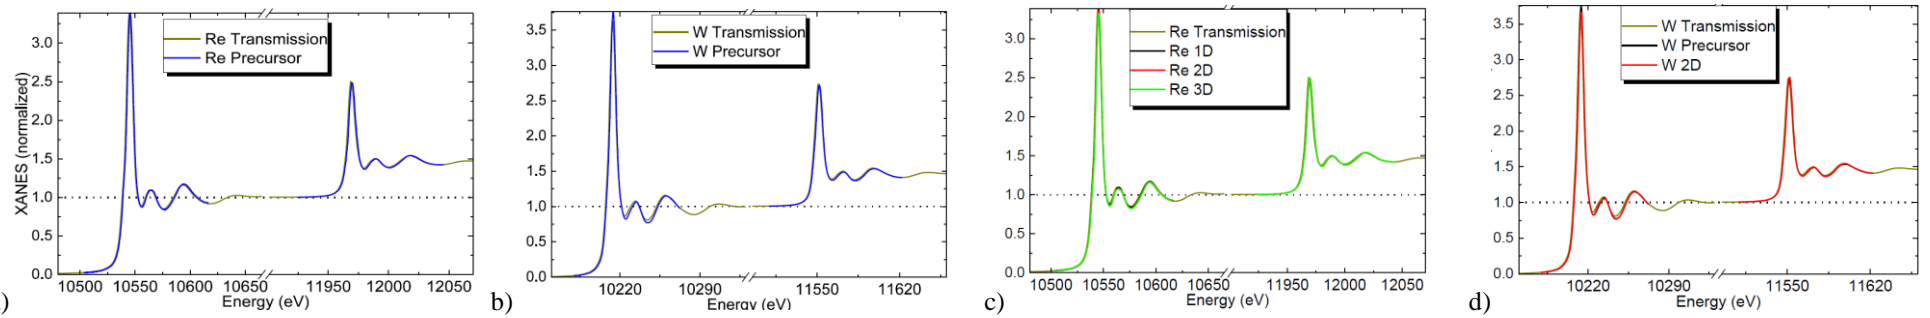 Re Transmission
Re Precursor
XANES (normalized)
3.0
2.5
2.0
1.5
1.0
0.5
0.0
10500 10550 10600 10650 11950 12000 12050
Energy (eV)
)
W Transmission
W Precursor
3.5
3.0
2.5
2.0
1.5
1.0
0.5
0.0
10220 10290 11550 11620
Energy (eV)
b)
Re Transmission
Re 1D
Re 2D
Re 3D
3.0
2.5
2.0
1.5
1.0
0.5
0.0
10500 10550 10600 10650 11950 12000 12050
Energy (eV)
c)
W Transmission
W Precursor
W 2D
3.5
3.0
2.5
2.0
1.5
1.0
0.5
0.0
10220 10290 11550 11620
Energy (eV)
d)